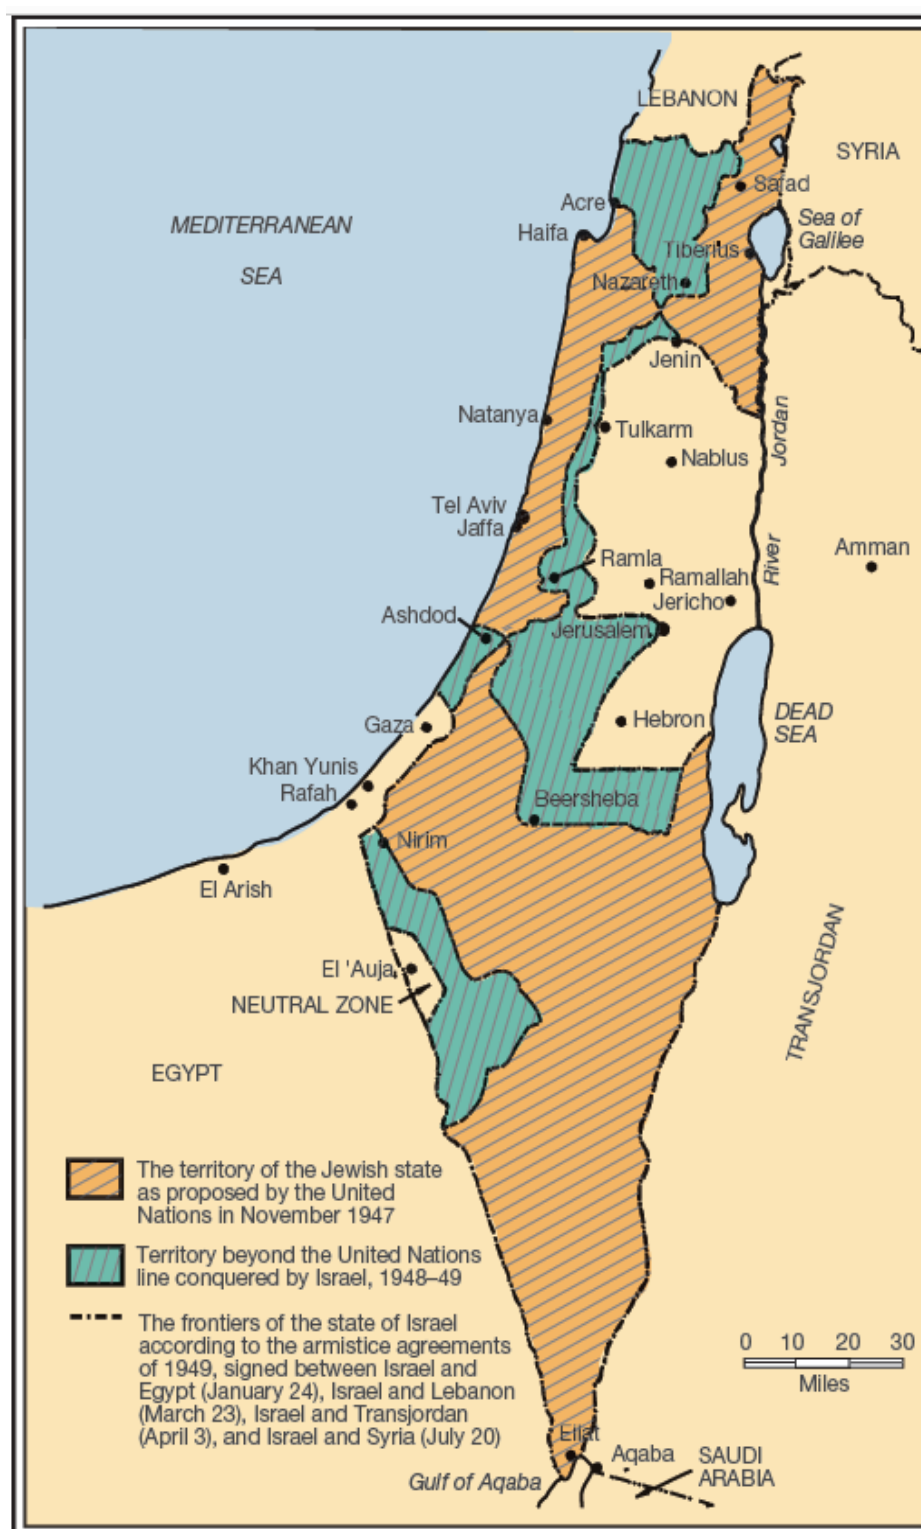 LEBANON
SYRIA
Safad
Acre
MEDITERRANEAN
SEA
Sea of
Galilee
Haifa
Tiberius
Nazareth
Jenin
Natanya
Tulkarm
Jordan
Nablus
Tel Aviv
Jaffa
River
Amman
Ramla
Ramallah
Jericho
Ashdod
Jerusalem
DEAD
SEA
Gaza
Hebron
Khan Yunis
Rafah
Beersheba
Nirim
El Arish
TRANSJORDAN
El 'Auja
NEUTRAL ZONE
EGYPT
The territory of the Jewish state
as proposed by the United
Nations in November 1947
Territory beyond the United Nations
line conquered by Israel, 1948–49
The frontiers of the state of Israel
according to the armistice agreements
of 1949, signed between Israel and
Egypt (January 24), Israel and Lebanon
(March 23), Israel and Transjordan
(April 3), and Israel and Syria (July 20)
0 10 20 30
Miles
Eilat
Aqaba
SAUDI
ARABIA
Gulf of Aqaba